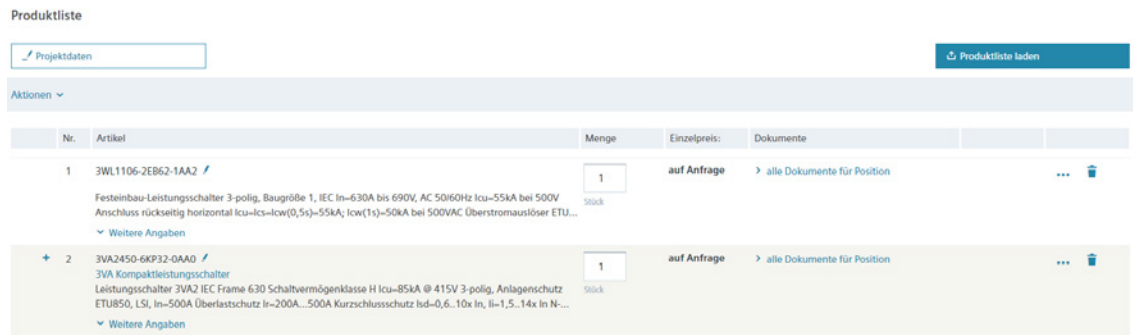 Produktliste
Projektdaten
Produktliste laden
Aktionen
Nr. Artikel Menge Einzelpreis: Dokumente
1 3WL1106-2EB62-1AA2 1 auf Anfrage > alle Dokumente für Position ...
Stück
Festeinbau-Leistungsschalter 3-polig, Baugröße 1, IEC In=630A bis 690V, AC 50/60Hz Icu=55kA bei 500V
Anschluss rückseitig horizontal Icu=Ics=Icw(0,5s)=55kA; Icw(1s)=50kA bei 500VAC Überstromauslöser ETU...
Weitere Angaben
+ 2 3VA2450-6KP32-0AA0 1 auf Anfrage > alle Dokumente für Position ...
Stück
3VA Kompaktleistungsschalter
Leistungsschalter 3VA2 IEC Frame 630 Schaltvermögenklasse H Icu=85kA @ 415V 3-polig, Anlagenschutz
ETU850, LSI, In=500A Überlastschutz Ir=200A...500A Kurzschlussschutz Isd=0,6..10x In, Ii=1,5..14x In N-...
Weitere Angaben